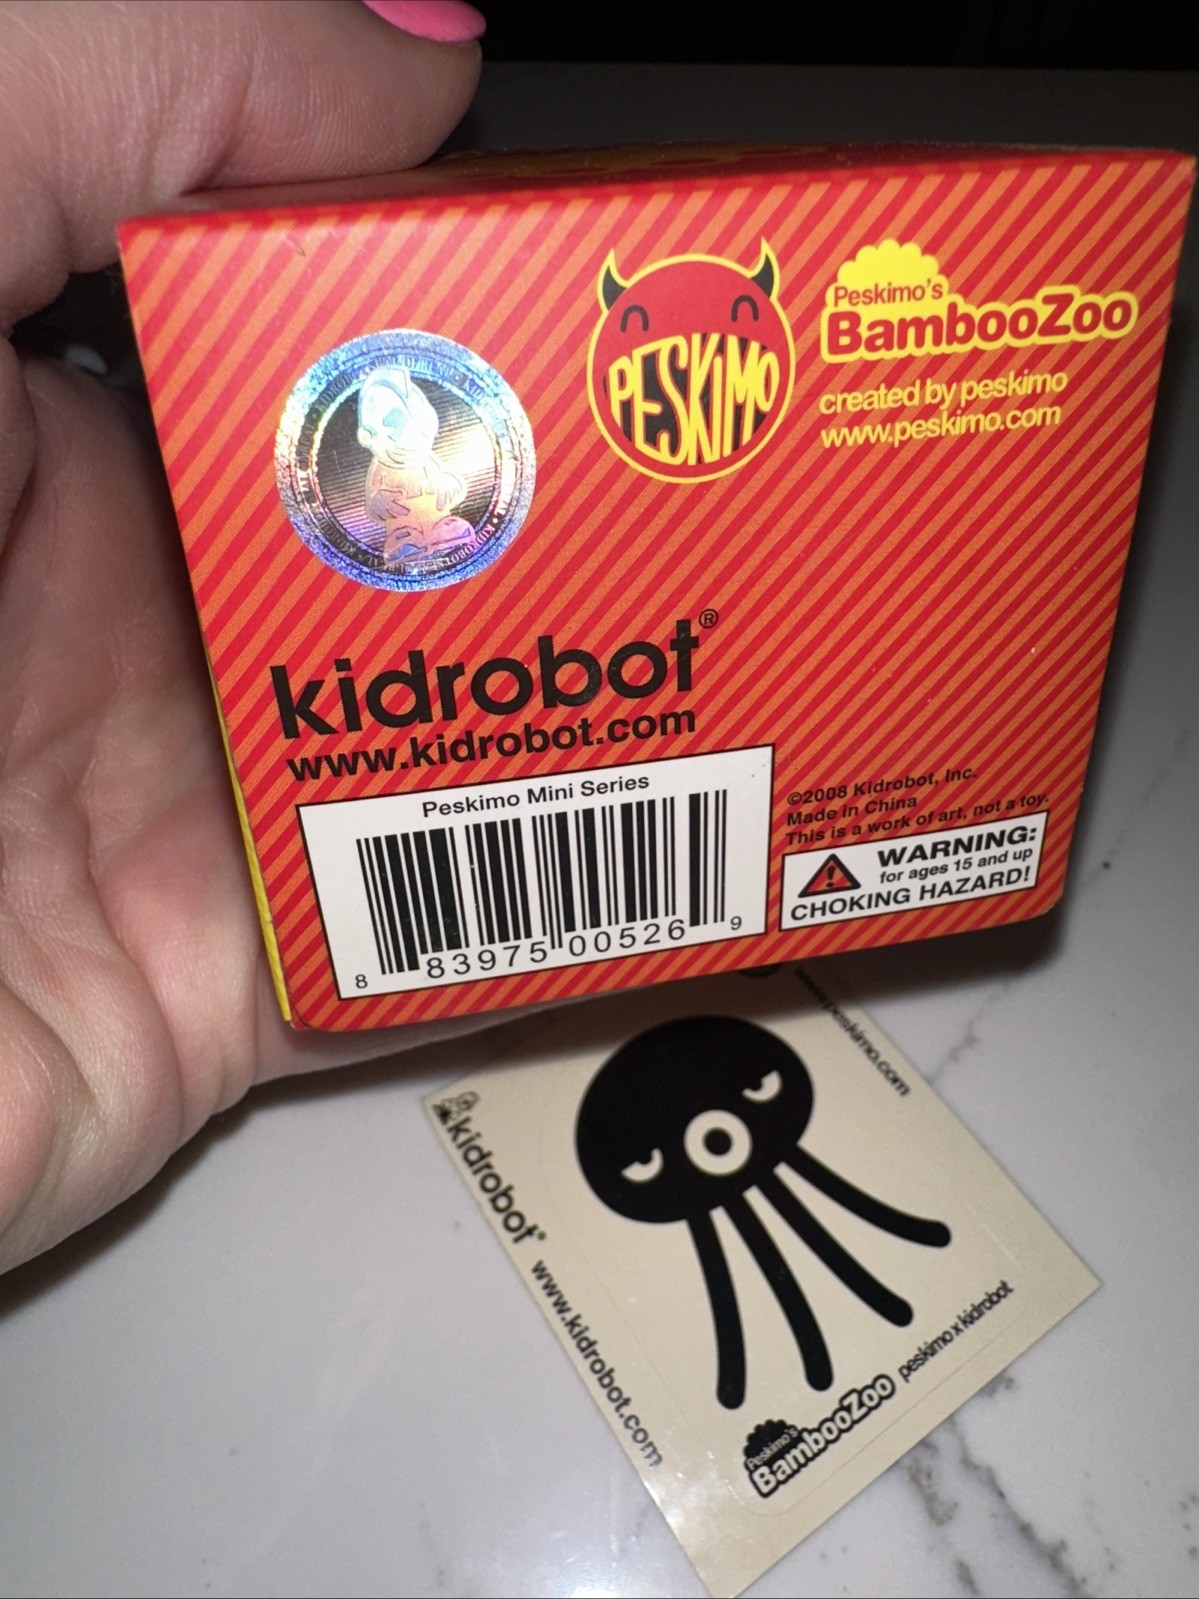 PESKIMO
Peskimo's
BambooZoo
created by peskimo
www.peskimo.com
kidrobot®
www.kidrobot.com
Peskimo Mini Series
8 83975 00526 9
©2008 Kidrobot, Inc.
Made in China
This is a work of art, not a toy.
WARNING:
for ages 15 and up
CHOKING HAZARD!
www.peskimo.com
kidrobot®
www.kidrobot.com
Peskimo's
BambooZoo
peskimo x kidrobot